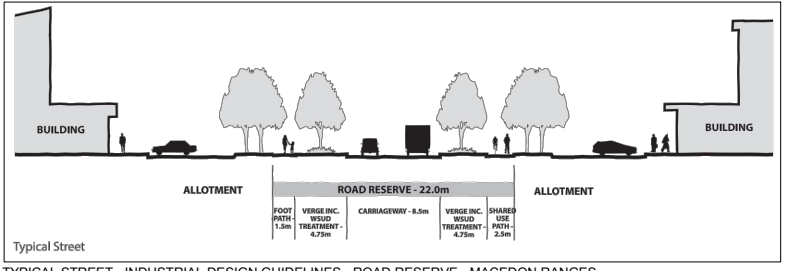 BUILDING
BUILDING
ALLOTMENT
ROAD RESERVE - 22.0m
ALLOTMENT
FOOT
PATH -
1.5m
VERGE INC.
WSUD
TREATMENT -
4.75m
CARRIAGEWAY - 8.5m
VERGE INC.
WSUD
TREATMENT -
4.75m
SHARED
USE
PATH -
2.5m
Typical Street
TYPICAL STREET - INDUSTRIAL DESIGN GUIDELINES - ROAD RESERVE - MACEDON RANGES